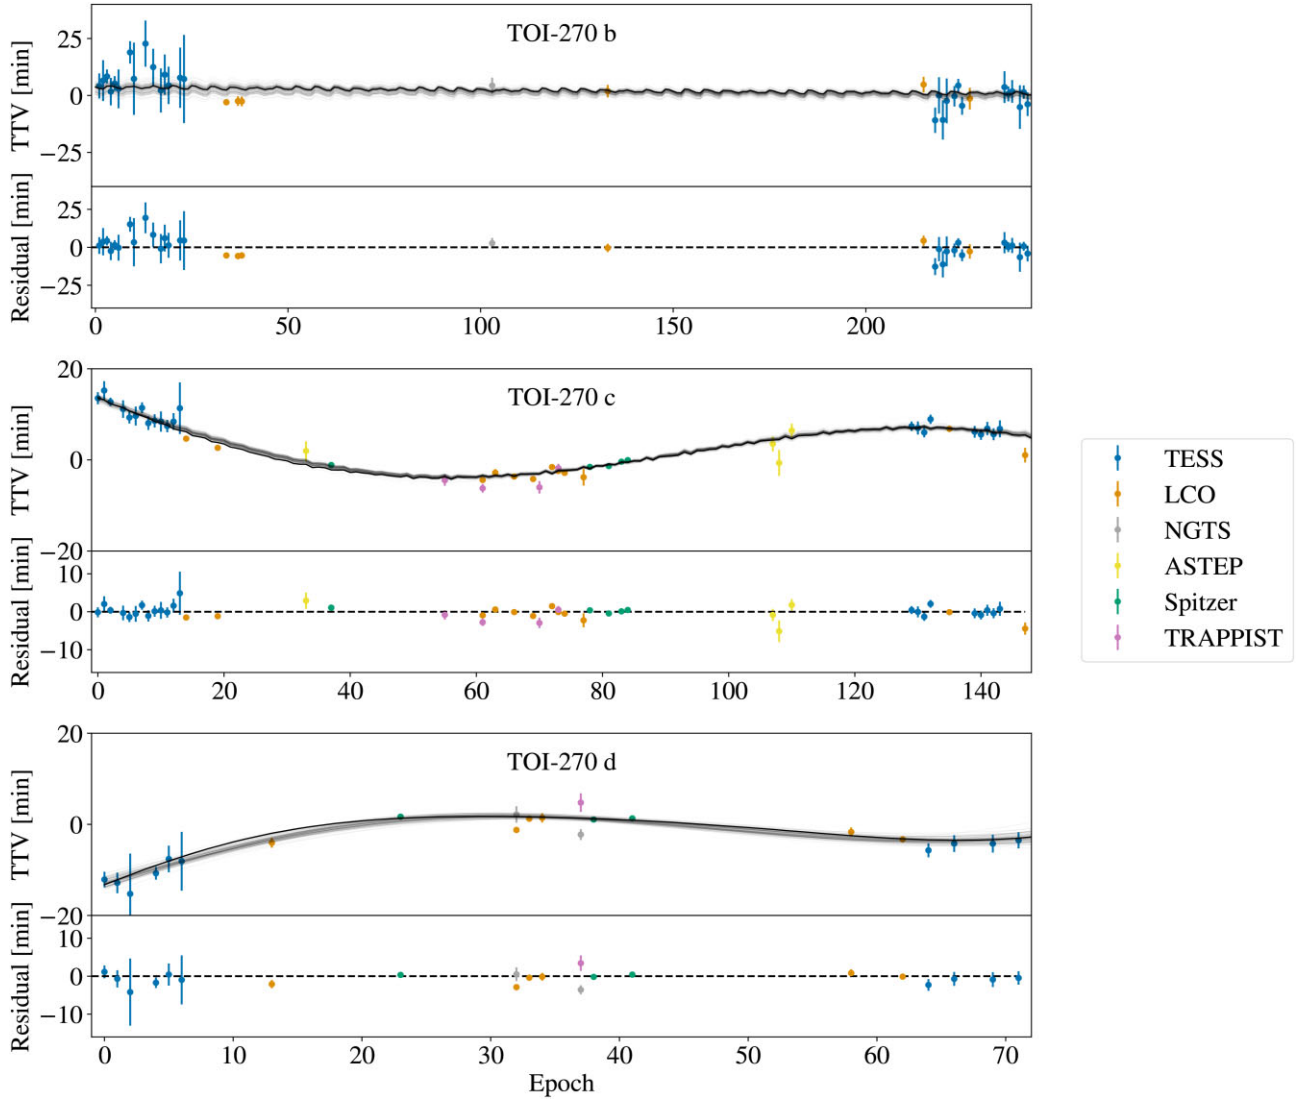 TOI-270 b
TTV [min]
25
0
−25
Residual [min]
25
0
−25
0 50 100 150 200
TOI-270 c
TTV [min]
20
0
−20
Residual [min]
10
0
−10
0 20 40 60 80 100 120 140
TOI-270 d
TTV [min]
20
0
−20
Residual [min]
10
0
−10
0 10 20 30 40 50 60 70
Epoch
TESS
LCO
NGTS
ASTEP
Spitzer
TRAPPIST